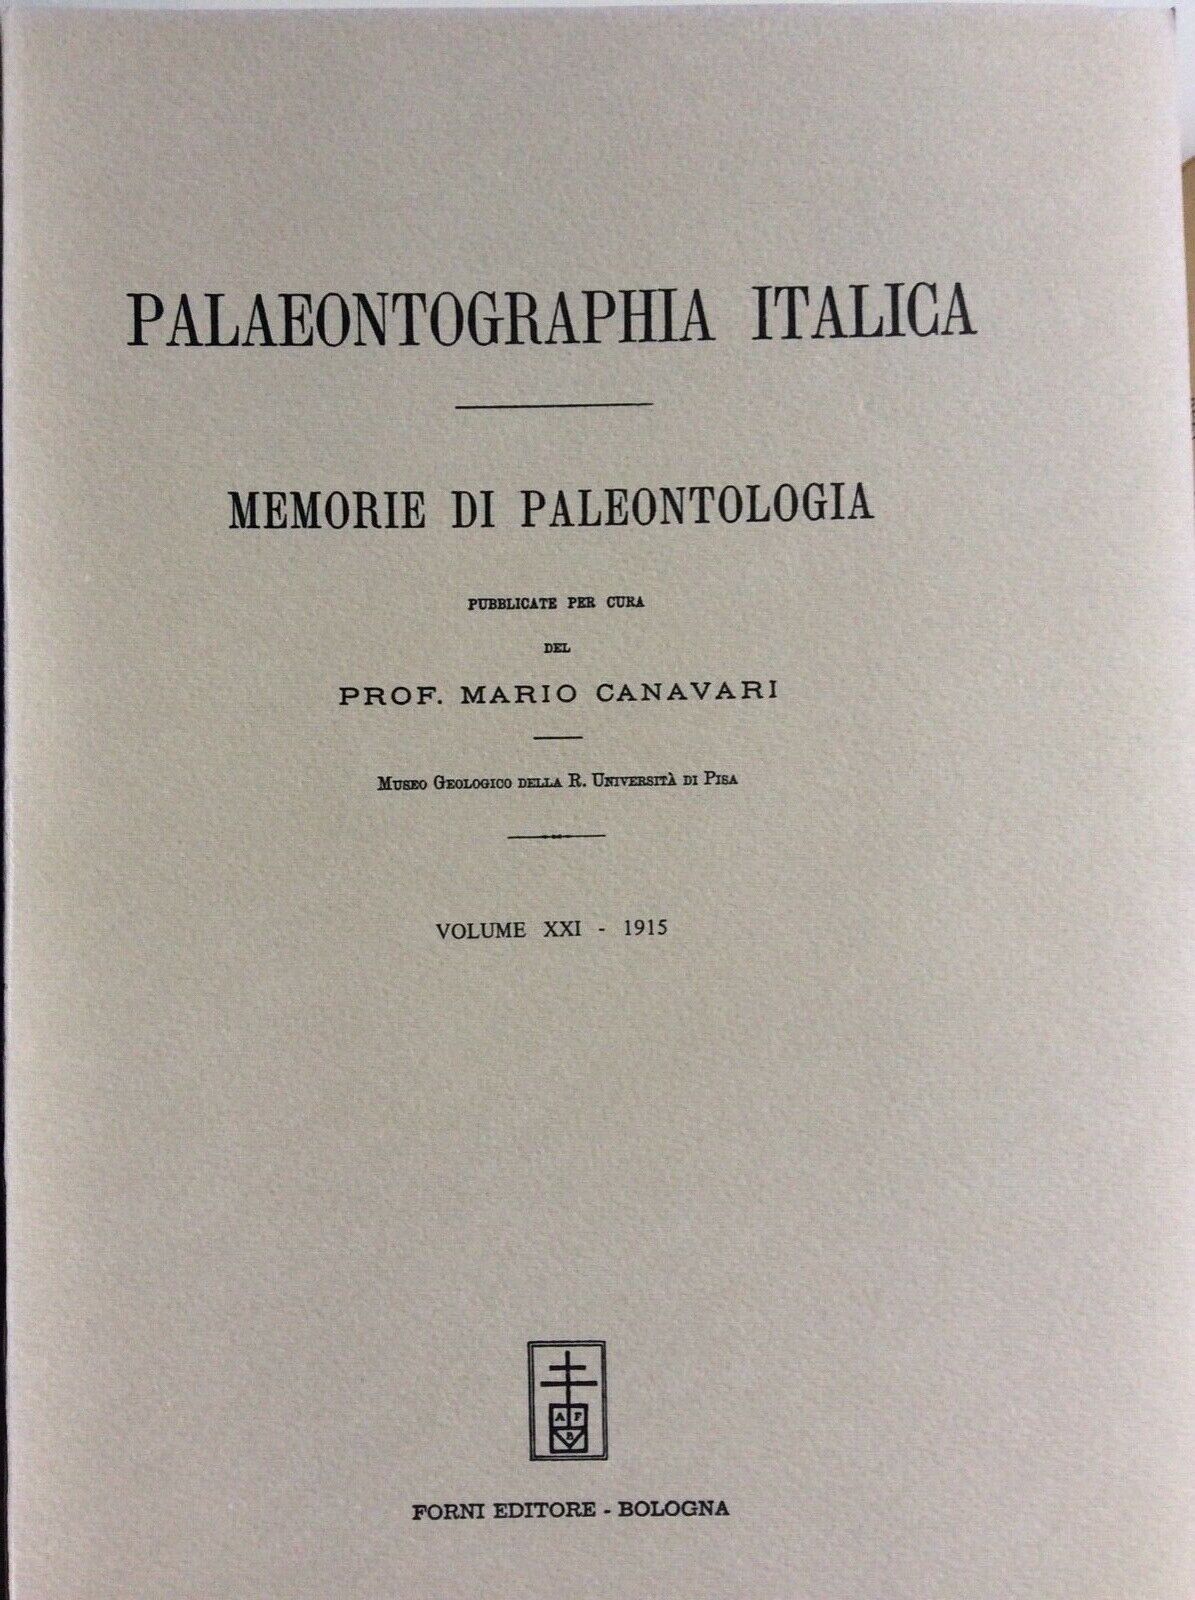 PALAEONTOGRAPHIA ITALICA
MEMORIE DI PALEONTOLOGIA
PUBBLICATE PER CURA
DEL
PROF. MARIO CANAVARI
MUSEO GEOLOGICO DELLA R. UNIVERSITÀ DI PISA
VOLUME XXI - 1915
A F
B
FORNI EDITORE - BOLOGNA